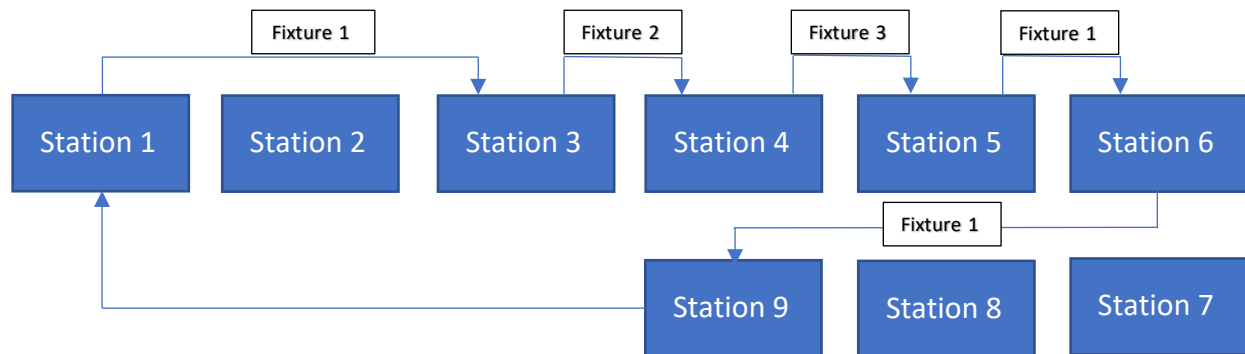 Fixture 1
Fixture 2
Fixture 3
Fixture 1
Station 1
Station 2
Station 3
Station 4
Station 5
Station 6
Fixture 1
Station 9
Station 8
Station 7